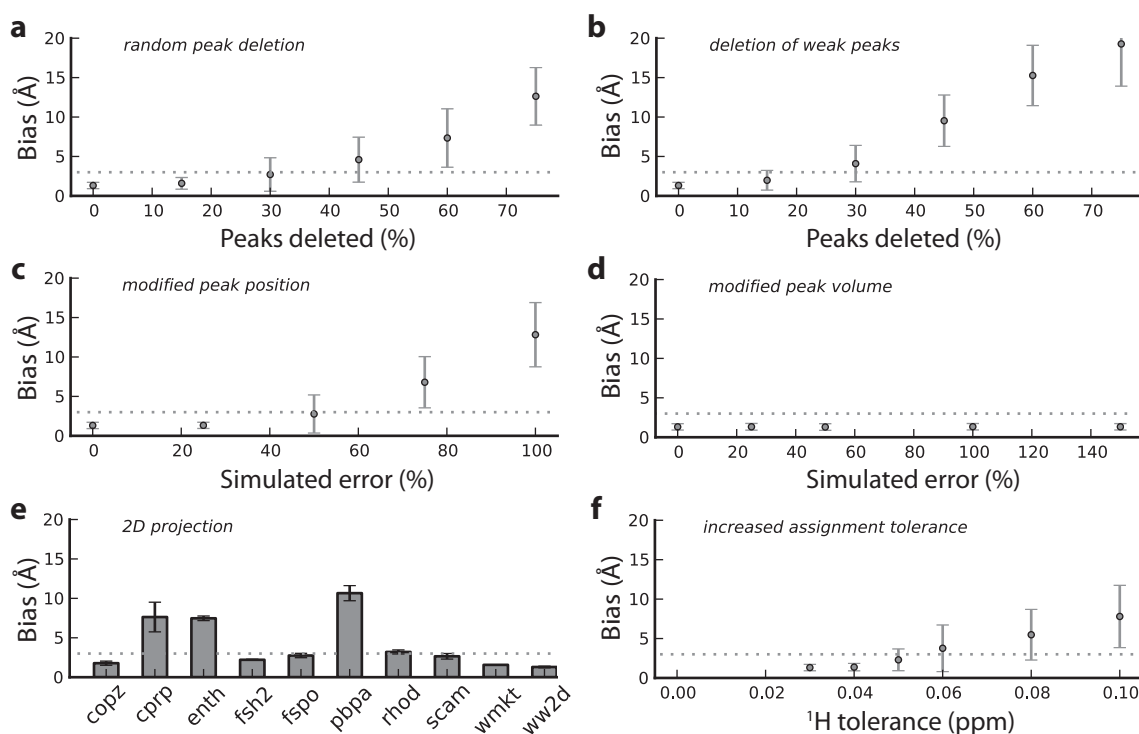 a
random peak deletion
20
15
10
5
0
Bias (Å)
0 10 20 30 40 50 60 70
Peaks deleted (%)
b
deletion of weak peaks
20
15
10
5
0
Bias (Å)
0 10 20 30 40 50 60 70
Peaks deleted (%)
c
modified peak position
20
15
10
5
0
Bias (Å)
0 20 40 60 80 100
Simulated error (%)
d
modified peak volume
20
15
10
5
0
Bias (Å)
0 20 40 60 80 100 120 140
Simulated error (%)
e
2D projection
20
15
10
5
0
Bias (Å)
copz cprp enth fsh2 fspo pbpa rhod scam wmkt ww2d
f
increased assignment tolerance
20
15
10
5
0
Bias (Å)
0.00 0.02 0.04 0.06 0.08 0.10
¹H tolerance (ppm)